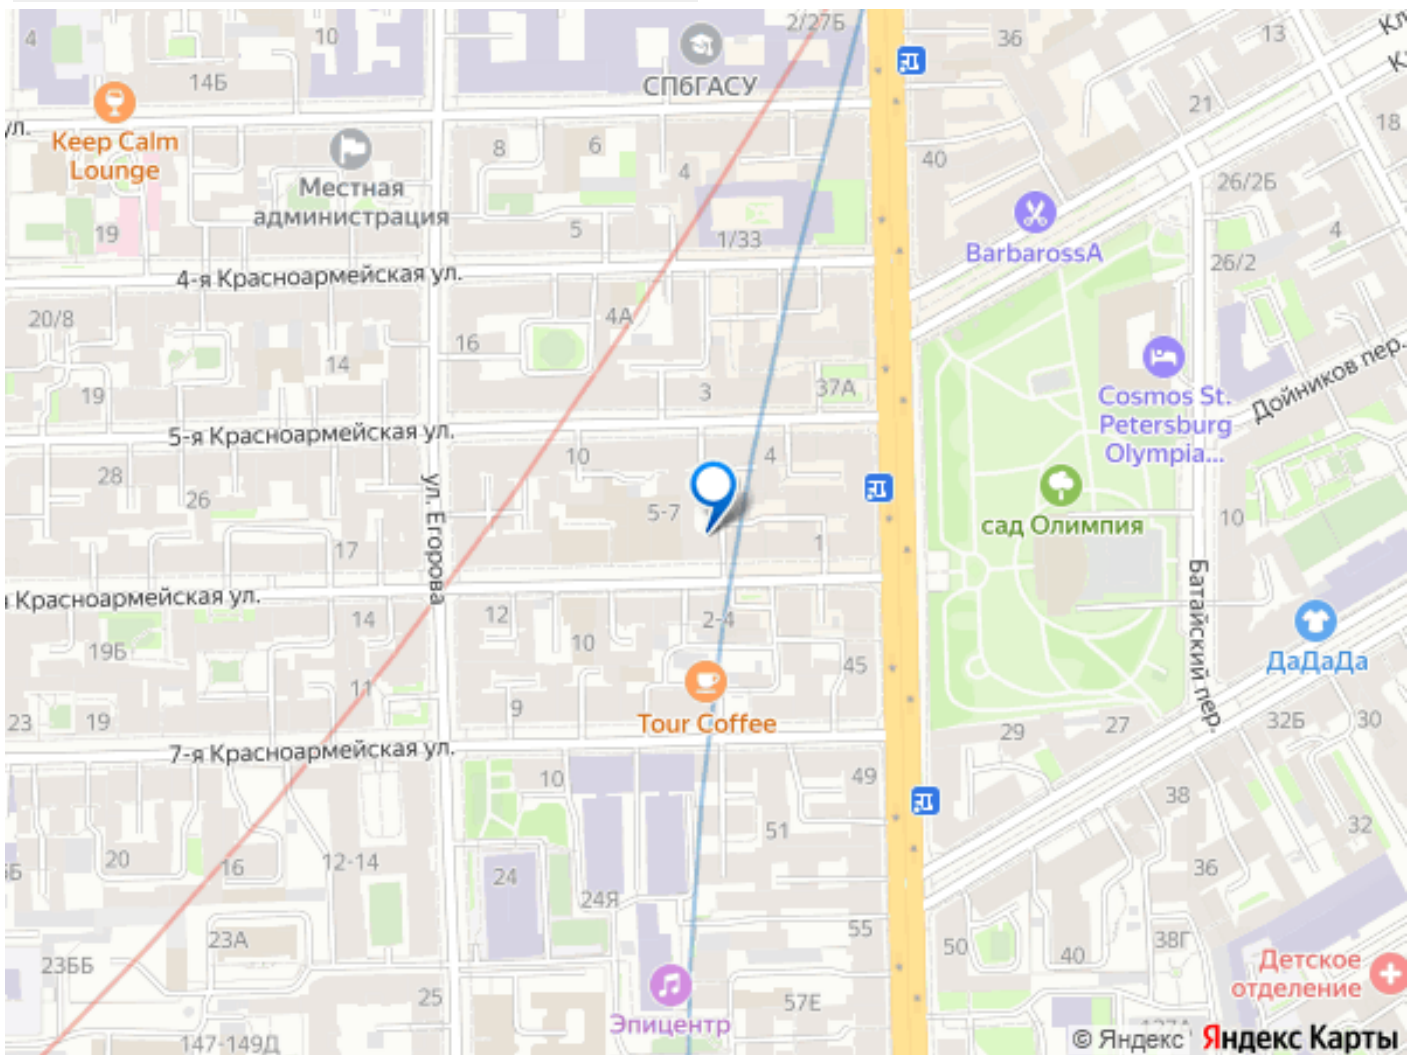 2/27Б
4
10
36
13
14Б
СПбГАСУ
21
ул.
Keep Calm
Lounge
8
6
4
40
18
Местная
администрация
26/2Б
19
5
1/33
BarbarossA
4
26/2
4-я Красноармейская ул.
20/8
4А
16
14
Дойников пер.
19
3
37А
Cosmos St.
Petersburg
Olympia...
5-я Красноармейская ул.
10
4
28
26
ул. Егорова
5-7
сад Олимпия
10
17
1
Красноармейская ул.
Батайский пер.
14
12
2-4
10
19Б
45
ДаДаДа
11
9
23
19
Tour Coffee
29
27
32Б
30
7-я Красноармейская ул.
10
49
38
51
32
20
16
12-14
24
36
24Я
23А
55
50
40
38Г
23ББ
Детское
отделение
25
57Е
Эпицентр
147-149Д
© Яндекс
Яндекс Карты